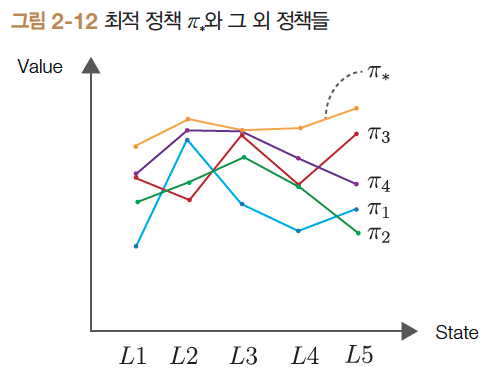 그림 2-12 최적 정책 π*와 그 외 정책들
Value
π*
π3
π4
π1
π2
State
L1 L2 L3 L4 L5